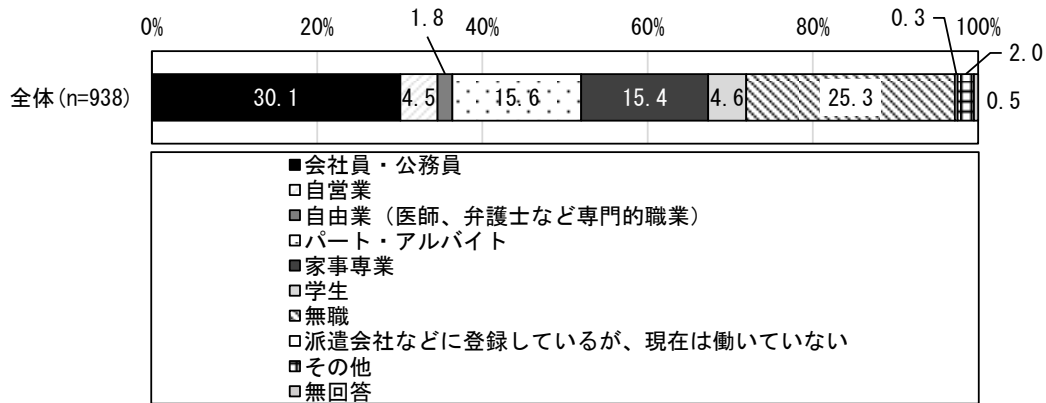 1.8 0.3
0% 20% 40% 60% 80% 100%
2.0
全体(n=938) 30.1 4.5 15.6 15.4 4.6 25.3 0.5
会社員・公務員
自営業
自由業（医師、弁護士など専門的職業）
パート・アルバイト
家事専業
学生
無職
派遣会社などに登録しているが、現在は働いていない
その他
無回答